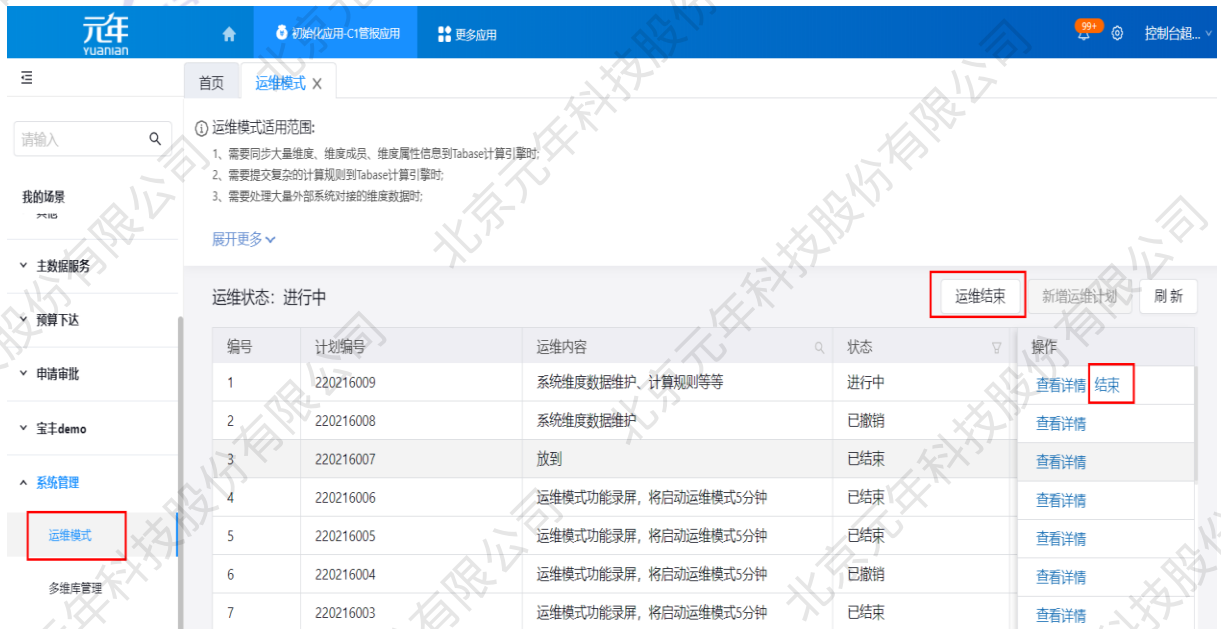 元年
yuanian
初始化应用-C1管报应用
更多应用
99+
控制台超...
首页
运维模式 X
请输入
我的场景
其他
主数据服务
预算下达
申请审批
宝丰demo
系统管理
运维模式
多维库管理
运维模式适用范围:
1、需要同步大量维度、维度成员、维度属性信息到Tabase计算引擎时;
2、需要提交复杂的计算规则到Tabase计算引擎时;
3、需要处理大量外部系统对接的维度数据时;
展开更多
运维状态: 进行中
运维结束 新增运维计划 刷 新
编号 计划编号 运维内容 状态 操作
1 220216009 系统维度数据维护、计算规则等等 进行中 查看详情 结束
2 220216008 系统维度数据维护 已撤销 查看详情
3 220216007 放到 已结束 查看详情
4 220216006 运维模式功能录屏，将启动运维模式5分钟 已结束 查看详情
5 220216005 运维模式功能录屏，将启动运维模式5分钟 已结束 查看详情
6 220216004 运维模式功能录屏，将启动运维模式5分钟 已撤销 查看详情
7 220216003 运维模式功能录屏，将启动运维模式5分钟 已结束 查看详情
北京元年科技股份有限公司